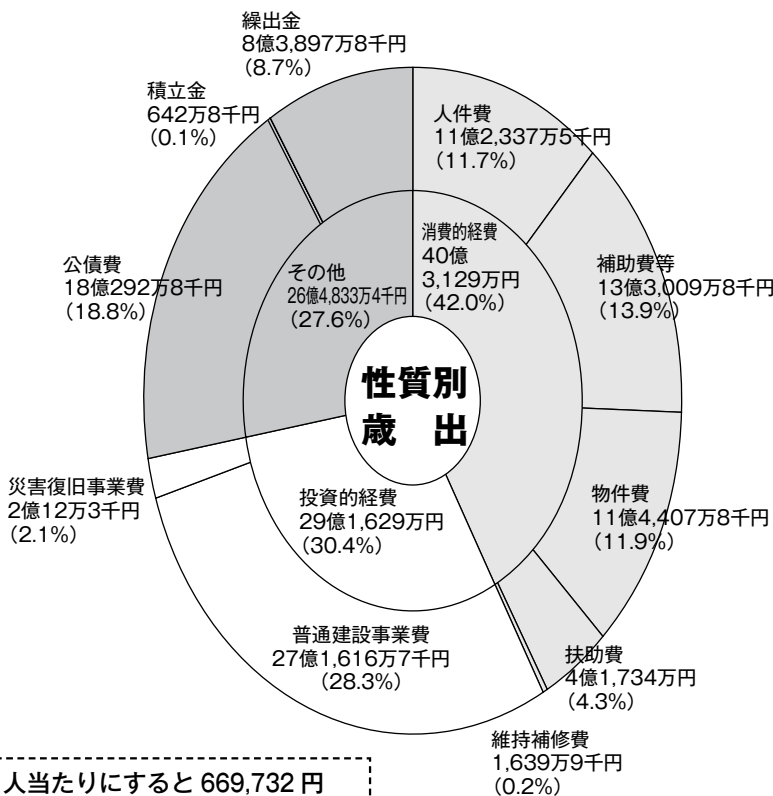 繰出金
8億3,897万8千円
(8.7%)
積立金
642万8千円
(0.1%)
人件費
11億2,337万5千円
(11.7%)
公債費
18億292万8千円
(18.8%)
その他
26億4,833万4千円
(27.6%)
消費的経費
40億
3,129万円
(42.0%)
補助費等
13億3,009万8千円
(13.9%)
性質別
歳 出
災害復旧事業費
2億12万3千円
(2.1%)
投資的経費
29億1,629万円
(30.4%)
物件費
11億4,407万8千円
(11.9%)
普通建設事業費
27億1,616万7千円
(28.3%)
扶助費
4億1,734万円
(4.3%)
維持補修費
1,639万9千円
(0.2%)
人当たりにすると 669,732 円